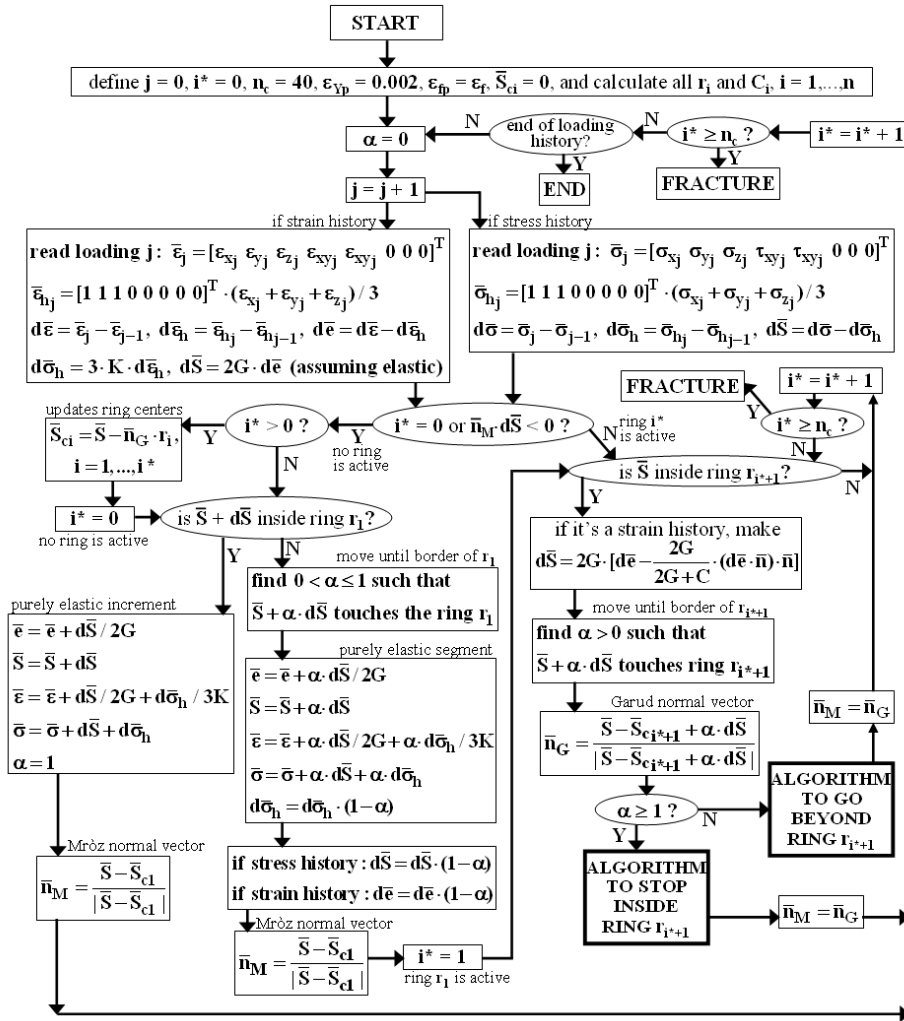 START
define j = 0, i* = 0, n_c = 40, ε_Yp = 0.002, ε_fp = ε_f, S̅_ci = 0, and calculate all r_i and C_i, i = 1,...,n
α = 0
N
end of loading
history?
Y
END
N
i* ≥ n_c ?
Y
FRACTURE
i* = i* + 1
j = j + 1
if strain history
read loading j: ε̅_j = [ε_xj ε_yj ε_zj ε_xyj ε_xyj 0 0 0]^T
ε̅_hj = [1 1 1 0 0 0 0 0]^T · (ε_xj + ε_yj + ε_zj) / 3
dε̅ = ε̅_j − ε̅_j−1, dε̅_h = ε̅_hj − ε̅_hj−1, de̅ = dε̅ − dε̅_h
dσ̅_h = 3· K · dε̅_h, dS̅ = 2G · de̅ (assuming elastic)
if stress history
read loading j: σ̅_j = [σ_xj σ_yj σ_zj τ_xyj τ_xyj 0 0 0]^T
σ̅_hj = [1 1 1 0 0 0 0 0]^T · (σ_xj + σ_yj + σ_zj) / 3
dσ̅ = σ̅_j − σ̅_j−1, dσ̅_h = σ̅_hj − σ̅_hj−1, dS̅ = dσ̅ − dσ̅_h
updates ring centers
S̅_ci = S̅ − n̅_G · r_i,
i = 1,..., i*
Y
i* > 0 ?
N
Y
no ring
is active
i* = 0 or n̅_M · dS̅ < 0 ?
N
ring i*
is active
FRACTURE
Y
i* = i* + 1
i* ≥ n_c ?
N
i* = 0
no ring is active
is S̅ + dS̅ inside ring r_1?
Y
N
is S̅ inside ring r_i*+1?
N
Y
purely elastic increment
e̅ = e̅ + dS̅ / 2G
S̅ = S̅ + dS̅
ε̅ = ε̅ + dS̅ / 2G + dσ̅_h / 3K
σ̅ = σ̅ + dS̅ + dσ̅_h
α = 1
Mròz normal vector
n̅_M = (S̅ − S̅_c1) / |S̅ − S̅_c1|
move until border of r_1
find 0 < α ≤ 1 such that
S̅ + α · dS̅ touches the ring r_1
purely elastic segment
e̅ = e̅ + α · dS̅ / 2G
S̅ = S̅ + α · dS̅
ε̅ = ε̅ + α · dS̅ / 2G + α · dσ̅_h / 3K
σ̅ = σ̅ + α · dS̅ + α · dσ̅_h
dσ̅_h = dσ̅_h · (1 − α)
if stress history : dS̅ = dS̅ · (1 − α)
if strain history : de̅ = de̅ · (1 − α)
Mròz normal vector
n̅_M = (S̅ − S̅_c1) / |S̅ − S̅_c1|
i* = 1
ring r_1 is active
if it's a strain history, make
dS̅ = 2G · [de̅ − 2G / (2G + C) · (de̅ · n̅) · n̅]
move until border of r_i*+1
find α > 0 such that
S̅ + α · dS̅ touches ring r_i*+1
Garud normal vector
n̅_G = (S̅ − S̅_c i*+1 + α · dS̅) / |S̅ − S̅_c i*+1 + α · dS̅|
α ≥ 1 ?
N
Y
n̅_M = n̅_G
ALGORITHM
TO GO
BEYOND
RING r_i*+1
ALGORITHM
TO STOP
INSIDE
RING r_i*+1
n̅_M = n̅_G